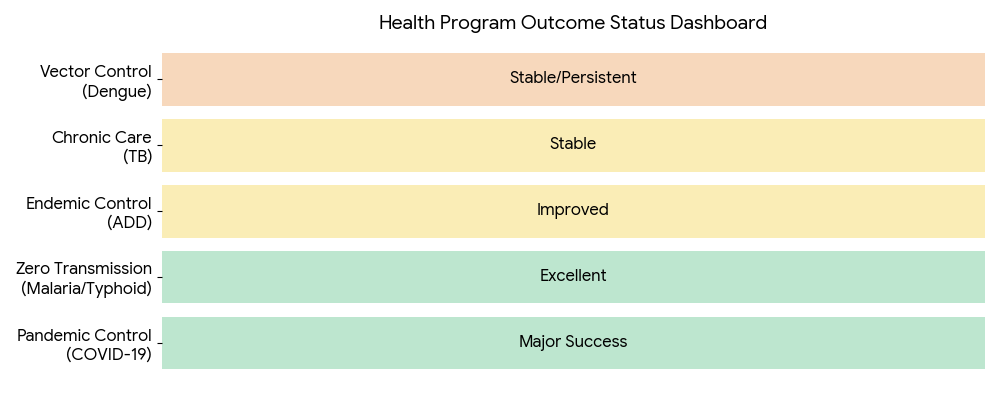 Health Program Outcome Status Dashboard
Vector Control
(Dengue)
Stable/Persistent
Chronic Care
(TB)
Stable
Endemic Control
(ADD)
Improved
Zero Transmission
(Malaria/Typhoid)
Excellent
Pandemic Control
(COVID-19)
Major Success